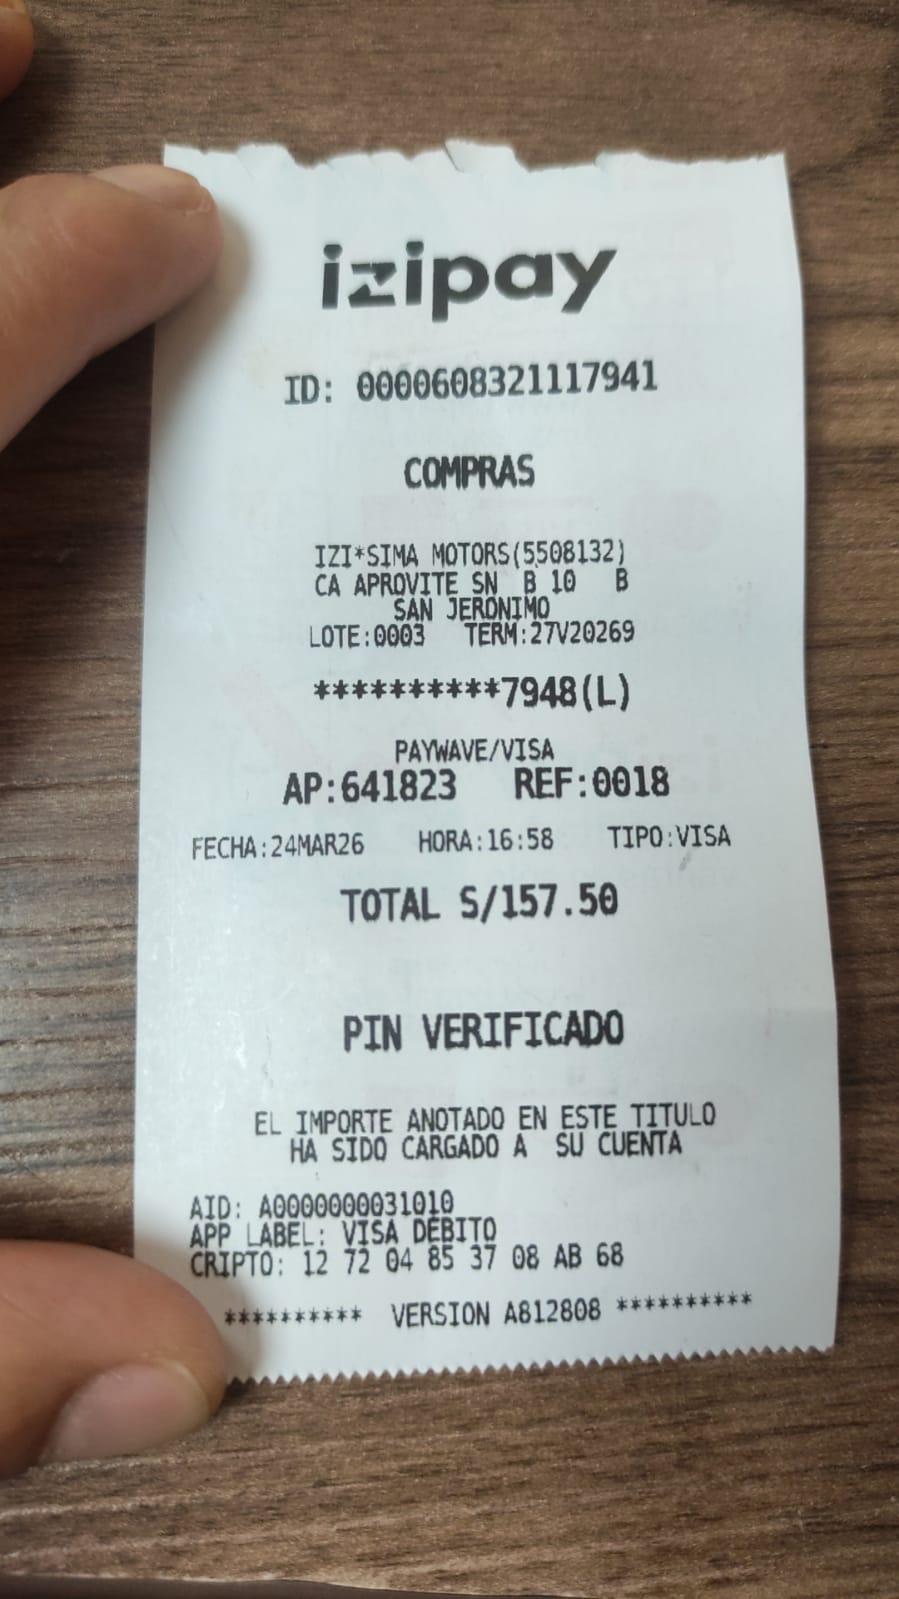 izipay
ID: 0000608321117941
COMPRAS
IZI*SIMA MOTORS(5508132)
CA APROVITE SN B 10 B
SAN JERONIMO
LOTE:0003 TERM:27V20269
**********7948(L)
PAYWAVE/VISA
AP:641823 REF:0018
FECHA:24MAR26 HORA:16:58 TIPO:VISA
TOTAL S/157.50
PIN VERIFICADO
EL IMPORTE ANOTADO EN ESTE TITULO
HA SIDO CARGADO A SU CUENTA
AID: A0000000031010
APP LABEL: VISA DEBITO
CRIPTO: 12 72 04 85 37 08 AB 68
********** VERSION A812808 **********